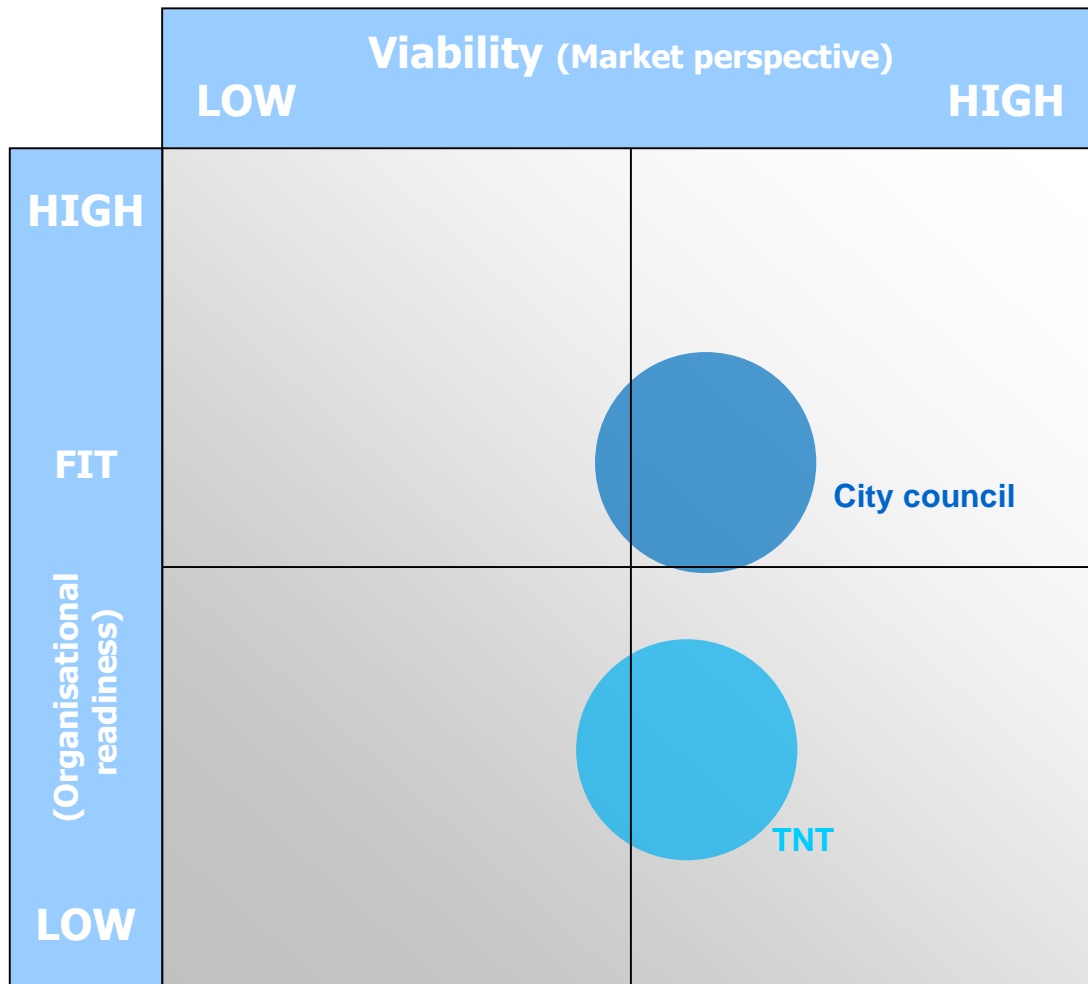 Viability (Market perspective)
LOW
HIGH
HIGH
FIT
City council
(Organisational
readiness)
TNT
LOW